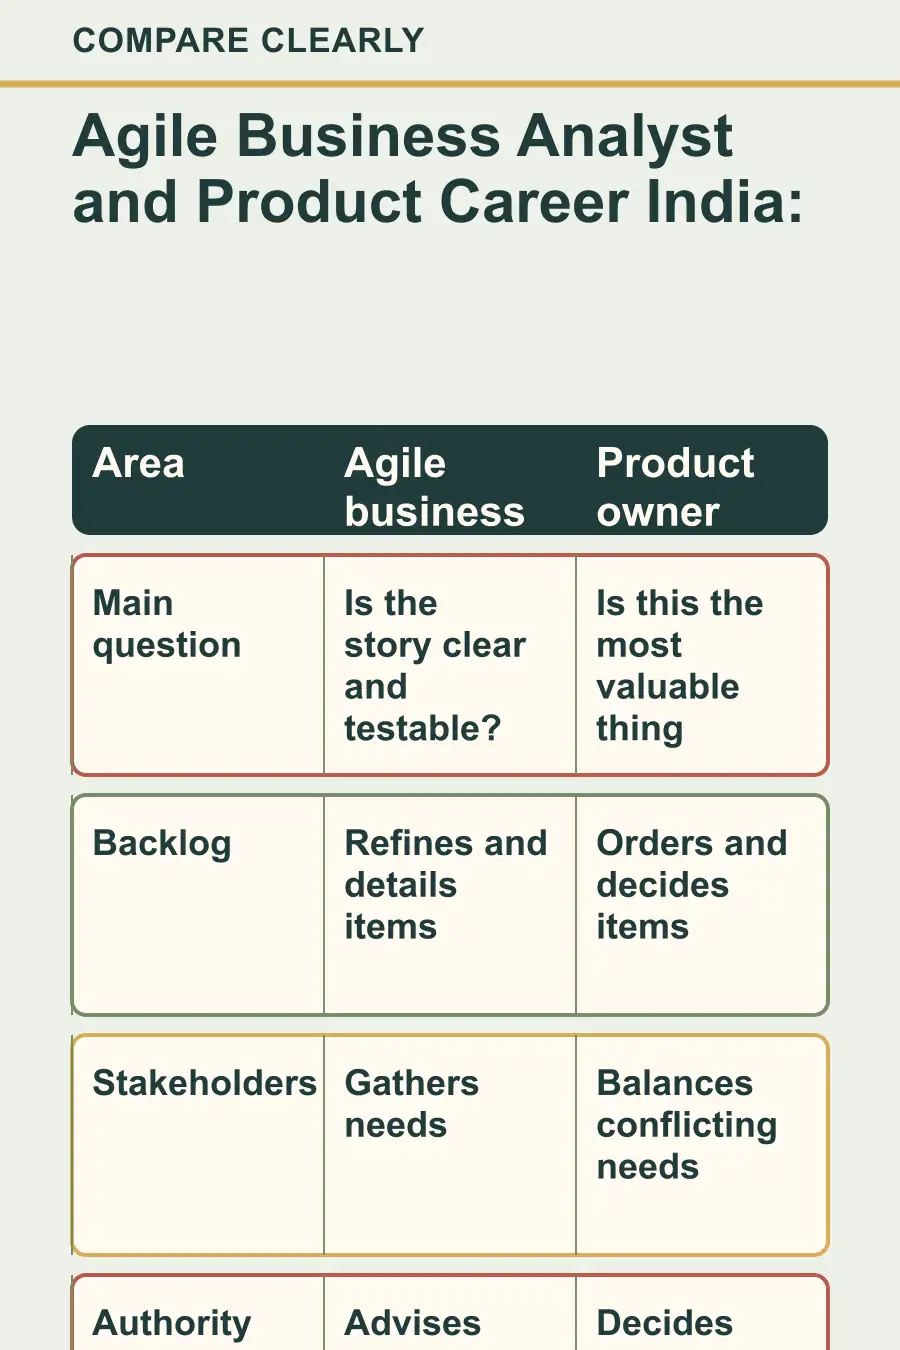 COMPARE CLEARLY
Agile Business Analyst
and Product Career India:
Area
Agile
business
Product
owner
Main
question
Is the
story clear
and
testable?
Is this the
most
valuable
thing
Backlog
Refines and
details
items
Orders and
decides
items
Stakeholders
Gathers
needs
Balances
conflicting
needs
Authority
Advises
Decides